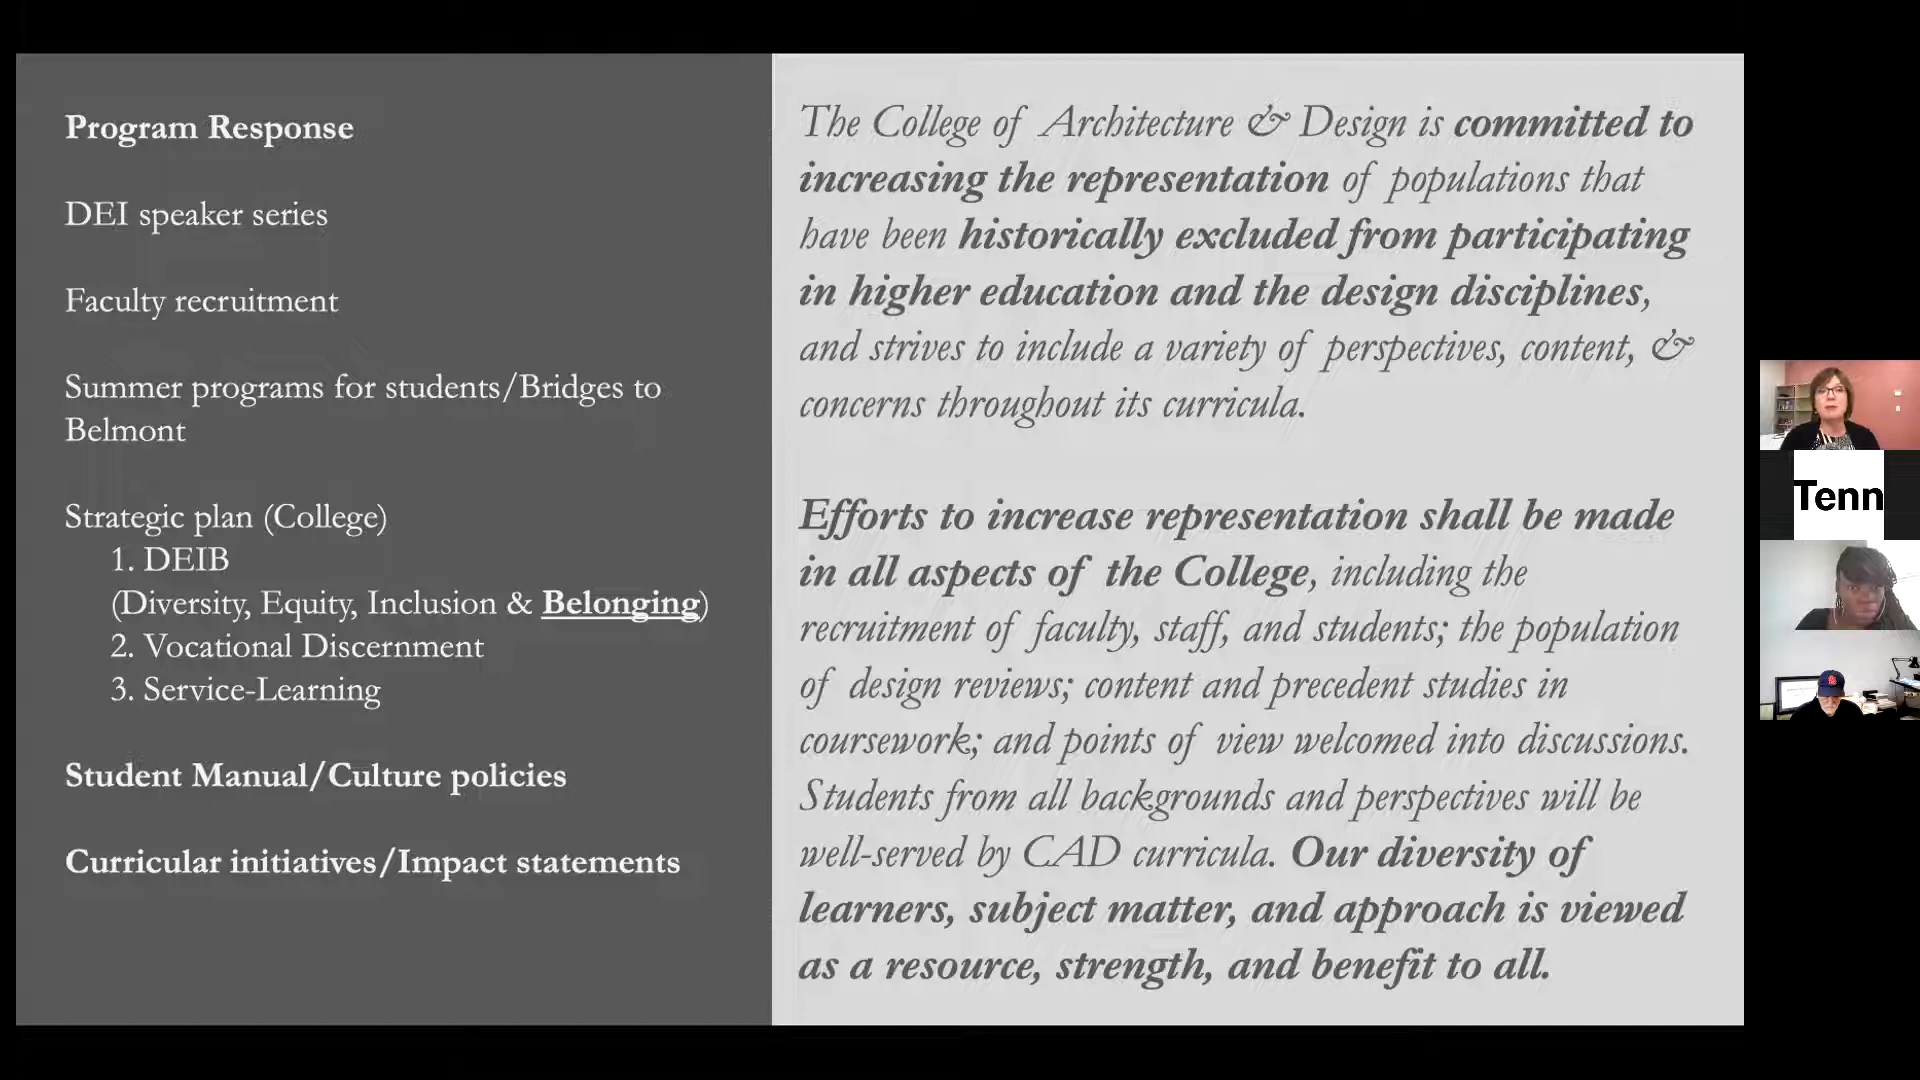 Program Response
DEI speaker series
Faculty recruitment
Summer programs for students/Bridges to
Belmont
Strategic plan (College)
1. DEIB
(Diversity, Equity, Inclusion & Belonging)
2. Vocational Discernment
3. Service-Learning
Student Manual/Culture policies
Curricular initiatives/Impact statements
The College of Architecture & Design is committed to
increasing the representation of populations that
have been historically excluded from participating
in higher education and the design disciplines,
and strives to include a variety of perspectives, content, &
concerns throughout its curricula.
Efforts to increase representation shall be made
in all aspects of the College, including the
recruitment of faculty, staff, and students; the population
of design reviews; content and precedent studies in
coursework; and points of view welcomed into discussions.
Students from all backgrounds and perspectives will be
well-served by CAD curricula. Our diversity of
learners, subject matter, and approach is viewed
as a resource, strength, and benefit to all.
Tenn